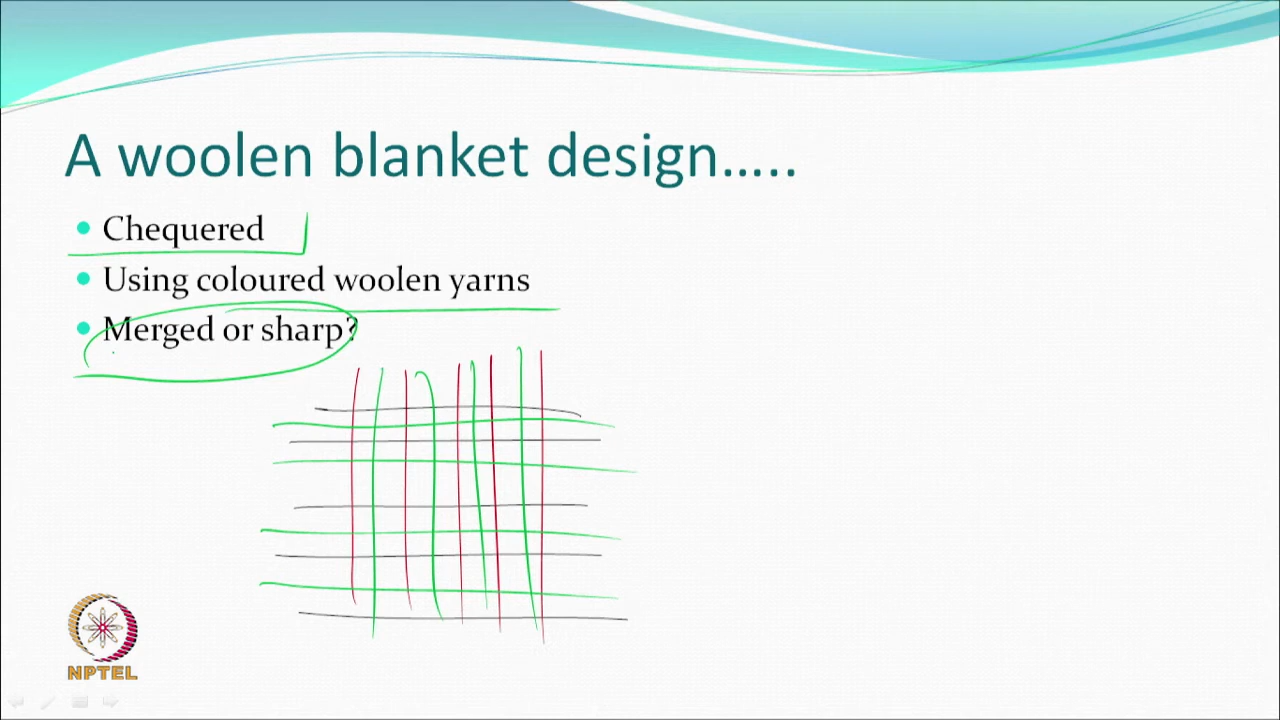 A woolen blanket design…..
Chequered
Using coloured woolen yarns
Merged or sharp?
NPTEL